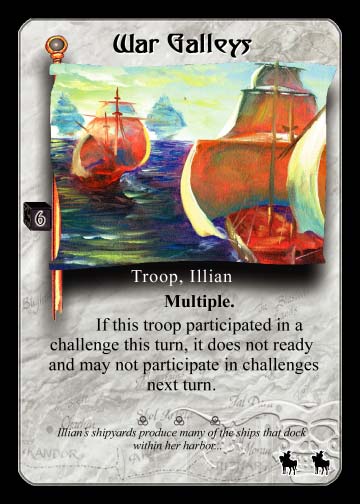 War Galleys
6
Troop, Illian
Multiple.
If this troop participated in a
challenge this turn, it does not ready
and may not participate in challenges
next turn.
Illian's shipyards produce many of the ships that dock
within her harbor...
KANDOR